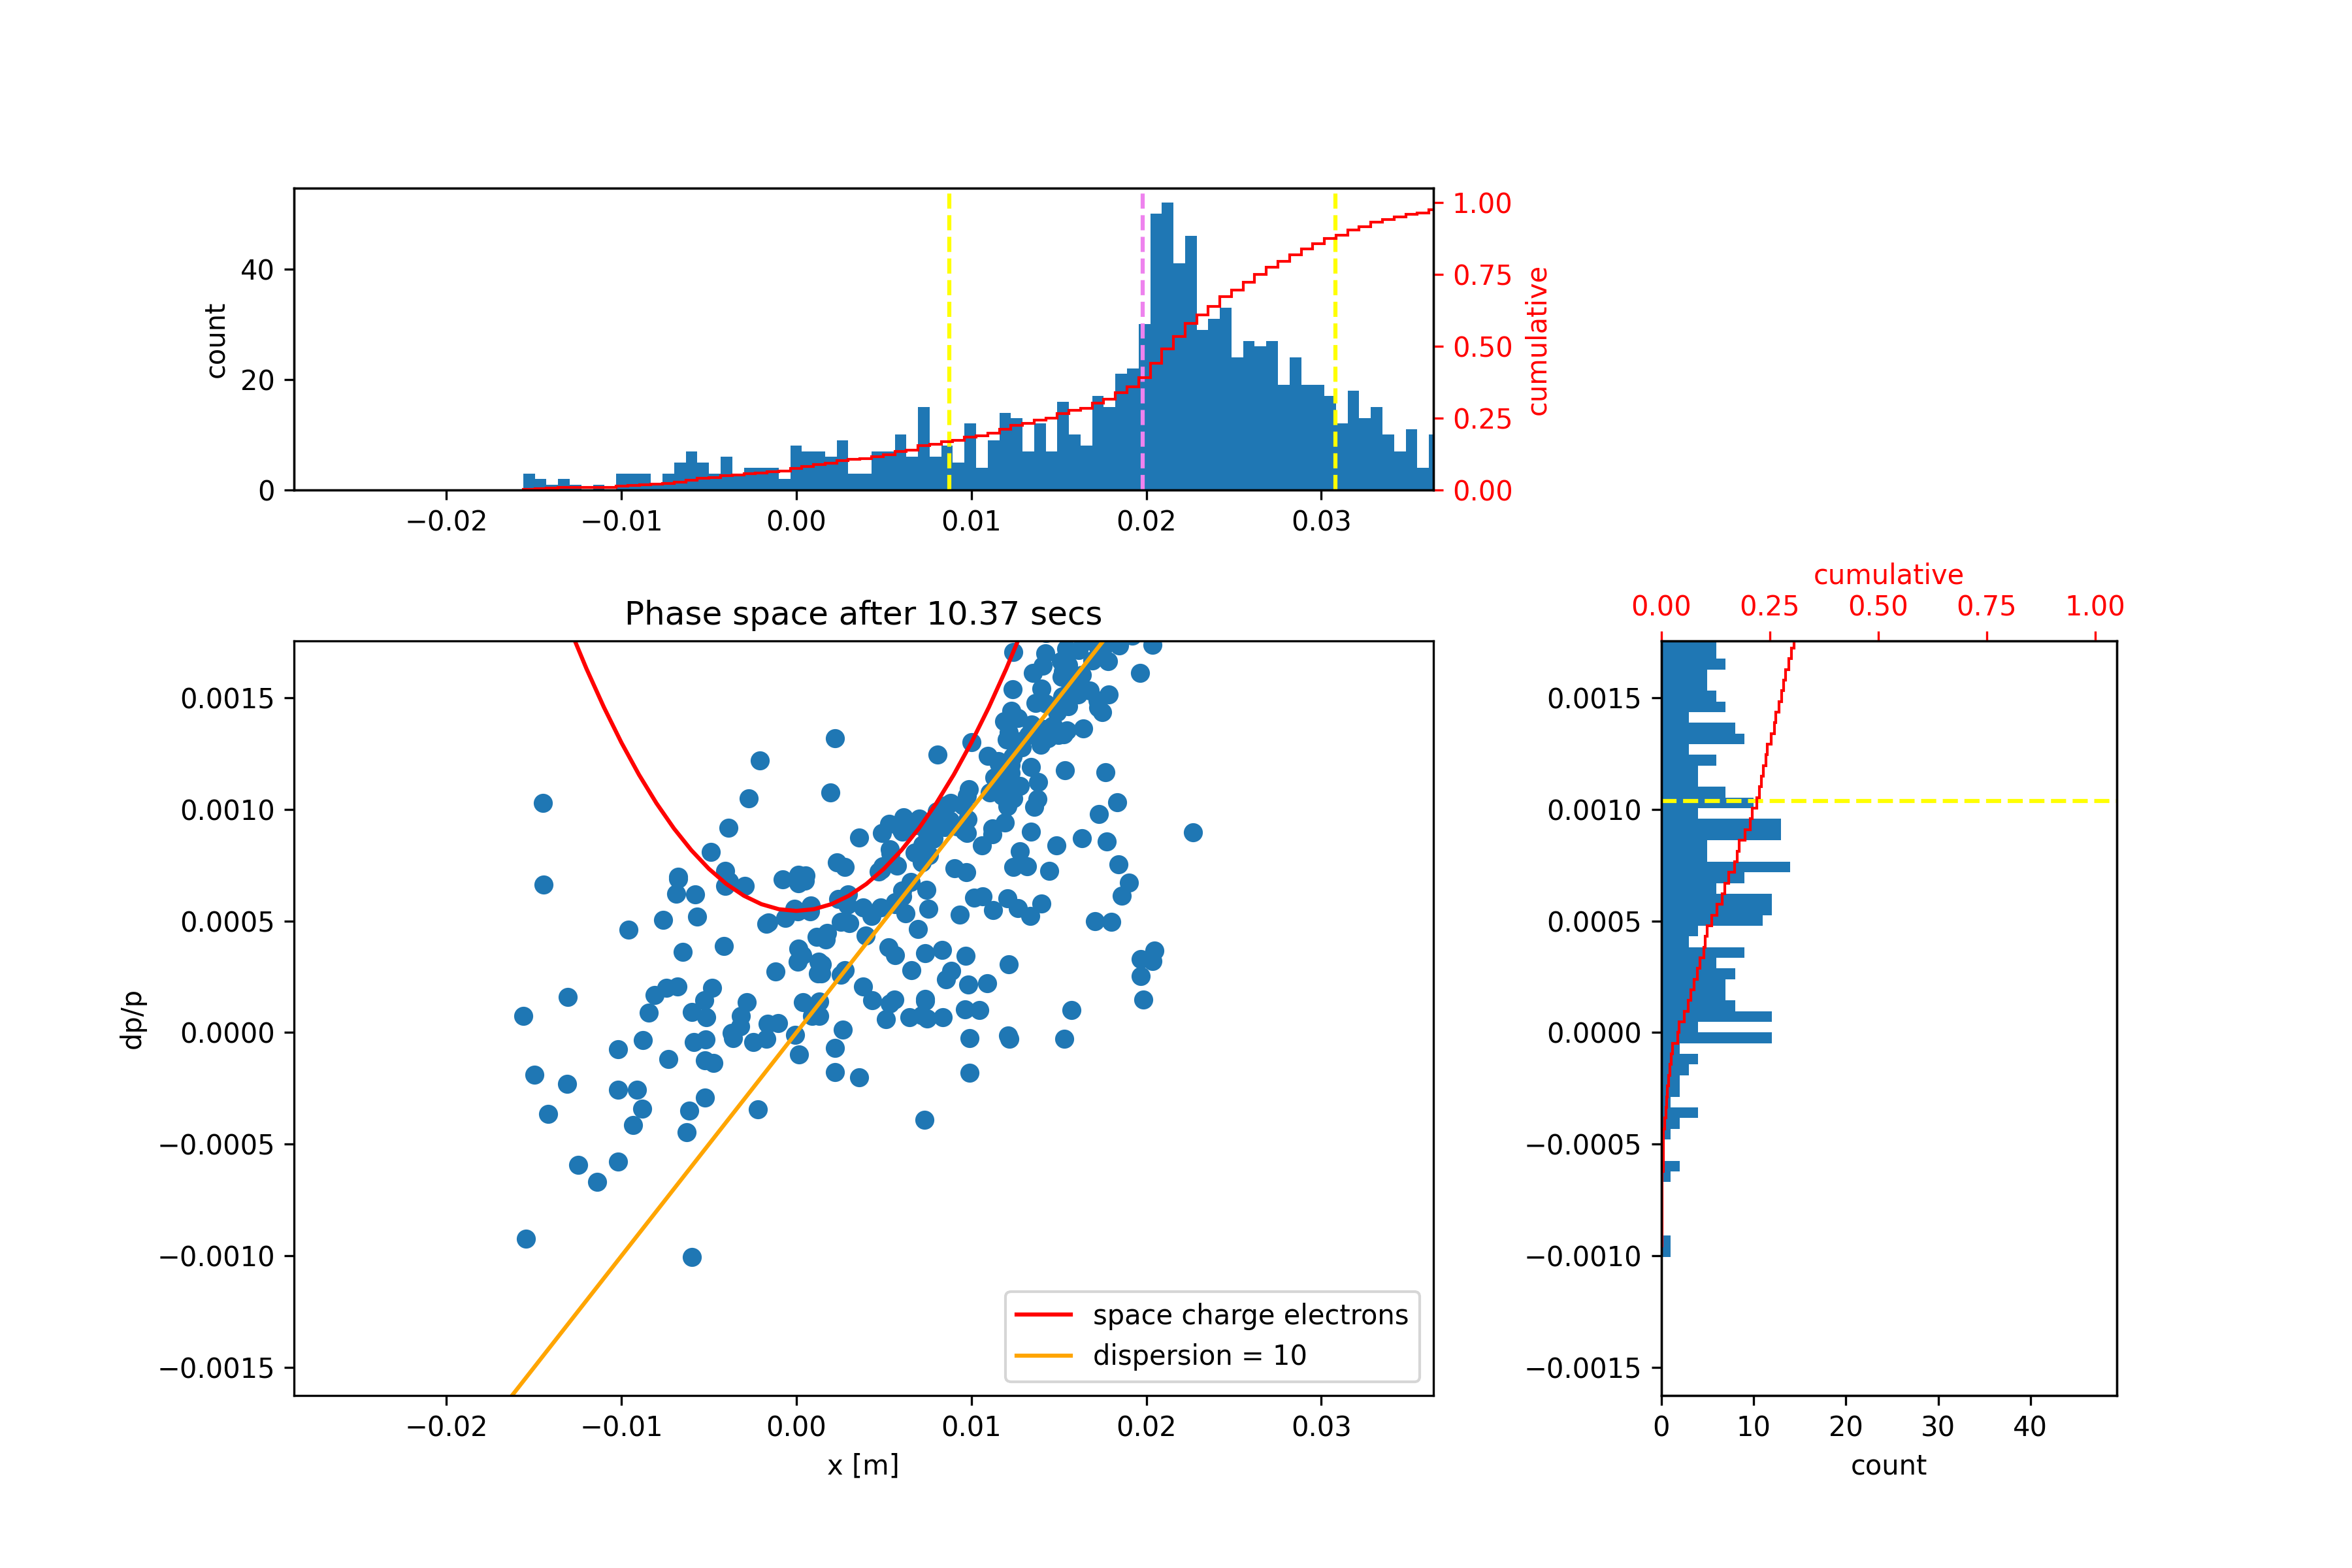 count
40
20
0
1.00
0.75
0.50
0.25
0.00
cumulative
−0.02 −0.01 0.00 0.01 0.02 0.03
Phase space after 10.37 secs
dp/p
0.0015
0.0010
0.0005
0.0000
−0.0005
−0.0010
−0.0015
space charge electrons
dispersion = 10
−0.02 −0.01 0.00 0.01 0.02 0.03
x [m]
cumulative
0.00 0.25 0.50 0.75 1.00
0.0015
0.0010
0.0005
0.0000
−0.0005
−0.0010
−0.0015
0 10 20 30 40
count